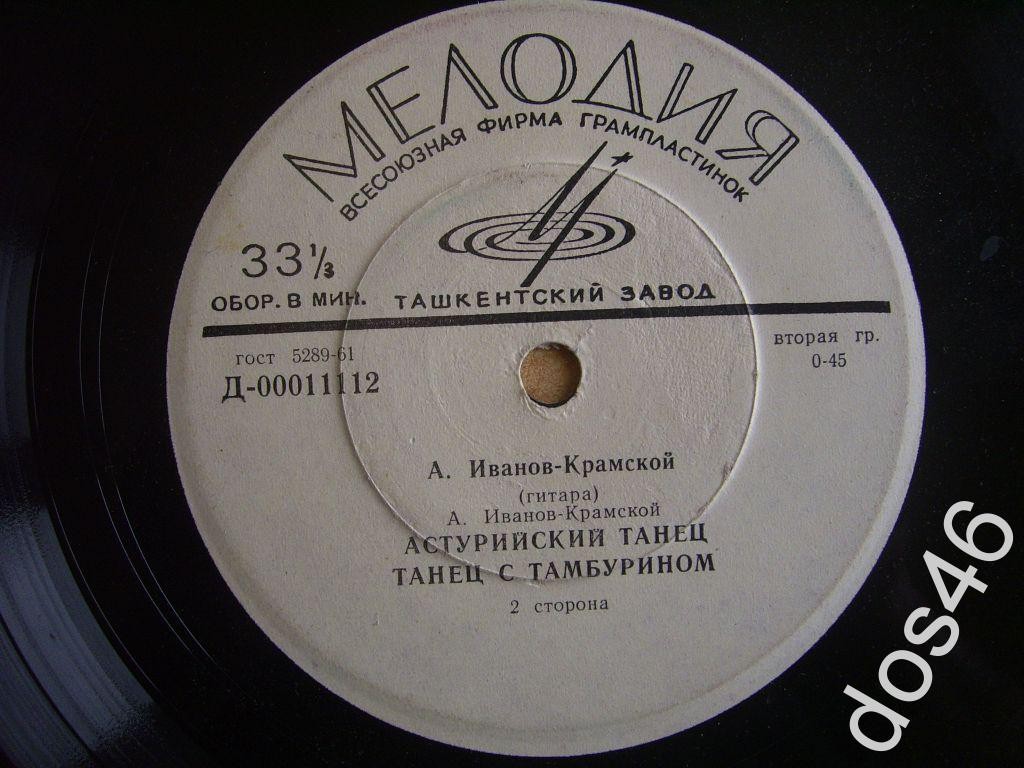 МЕЛОДИЯ
ВСЕСОЮЗНАЯ ФИРМА ГРАМПЛАСТИНОК
33⅓
ОБОР. В МИН. ТАШКЕНТСКИЙ ЗАВОД
гост 5289-61
Д-00011112
вторая гр.
0-45
А. Иванов-Крамской
(гитара)
А. Иванов-Крамской
АСТУРИЙСКИЙ ТАНЕЦ
ТАНЕЦ С ТАМБУРИНОМ
2 сторона
dos46